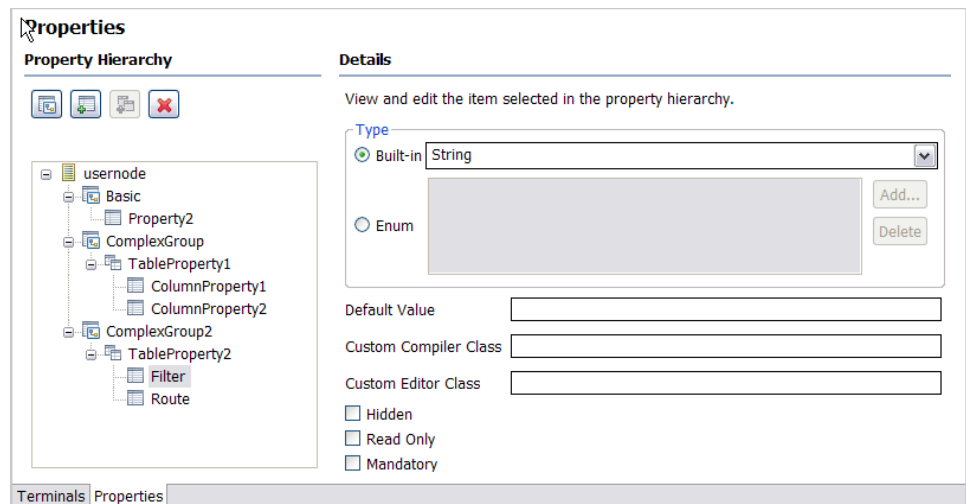 Properties
Property Hierarchy
Details
View and edit the item selected in the property hierarchy.
Type
Built-in String
Enum
Add...
Delete
usernode
Basic
Property2
ComplexGroup
TableProperty1
ColumnProperty1
ColumnProperty2
ComplexGroup2
TableProperty2
Filter
Route
Default Value
Custom Compiler Class
Custom Editor Class
Hidden
Read Only
Mandatory
Terminals Properties